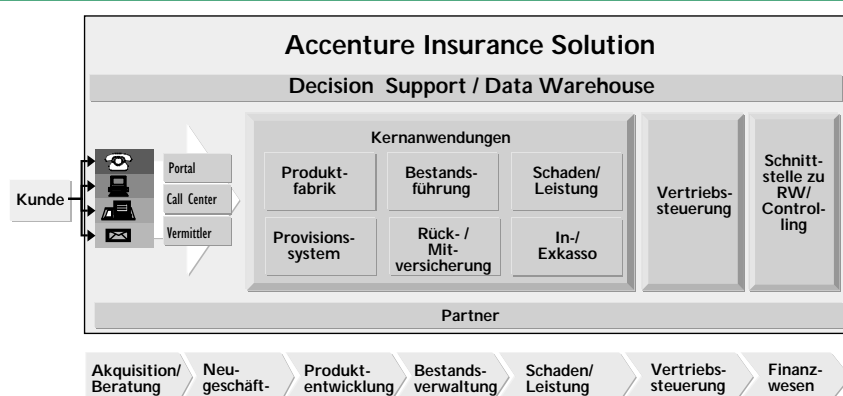 Accenture Insurance Solution
Decision Support / Data Warehouse
Kunde
Portal
Call Center
Vermittler
Kernanwendungen
Produkt-
fabrik
Bestands-
führung
Schaden/
Leistung
Provisions-
system
Rück- /
Mit-
versicherung
In-/
Exkasso
Vertriebs-
steuerung
Schnitt-
stelle zu
RW/
Control-
ling
Partner
Akquisition/
Beratung
Neu-
geschäft-
Produkt-
entwicklung
Bestands-
verwaltung
Schaden/
Leistung
Vertriebs-
steuerung
Finanz-
wesen